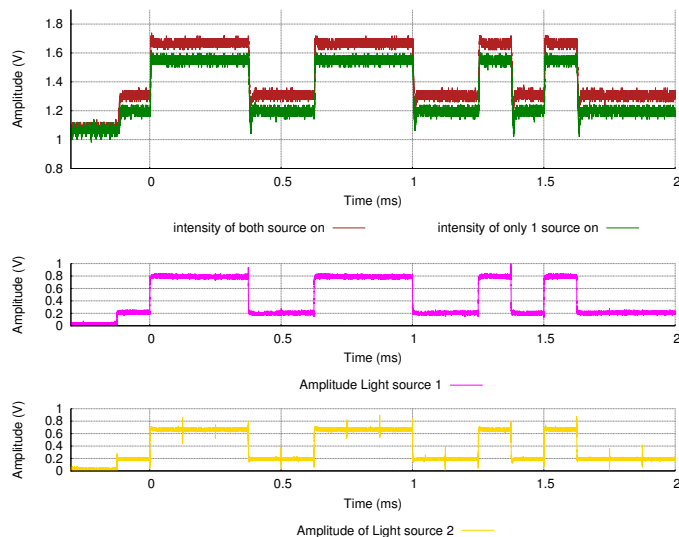 Amplitude (V)
1.8
1.6
1.4
1.2
1
0.8
0 0.5 1 1.5 2
Time (ms)
intensity of both source on intensity of only 1 source on
Amplitude (V)
1
0.8
0.6
0.4
0.2
0
0 0.5 1 1.5 2
Time (ms)
Amplitude Light source 1
Amplitude (V)
1
0.8
0.6
0.4
0.2
0
0 0.5 1 1.5 2
Time (ms)
Amplitude of Light source 2